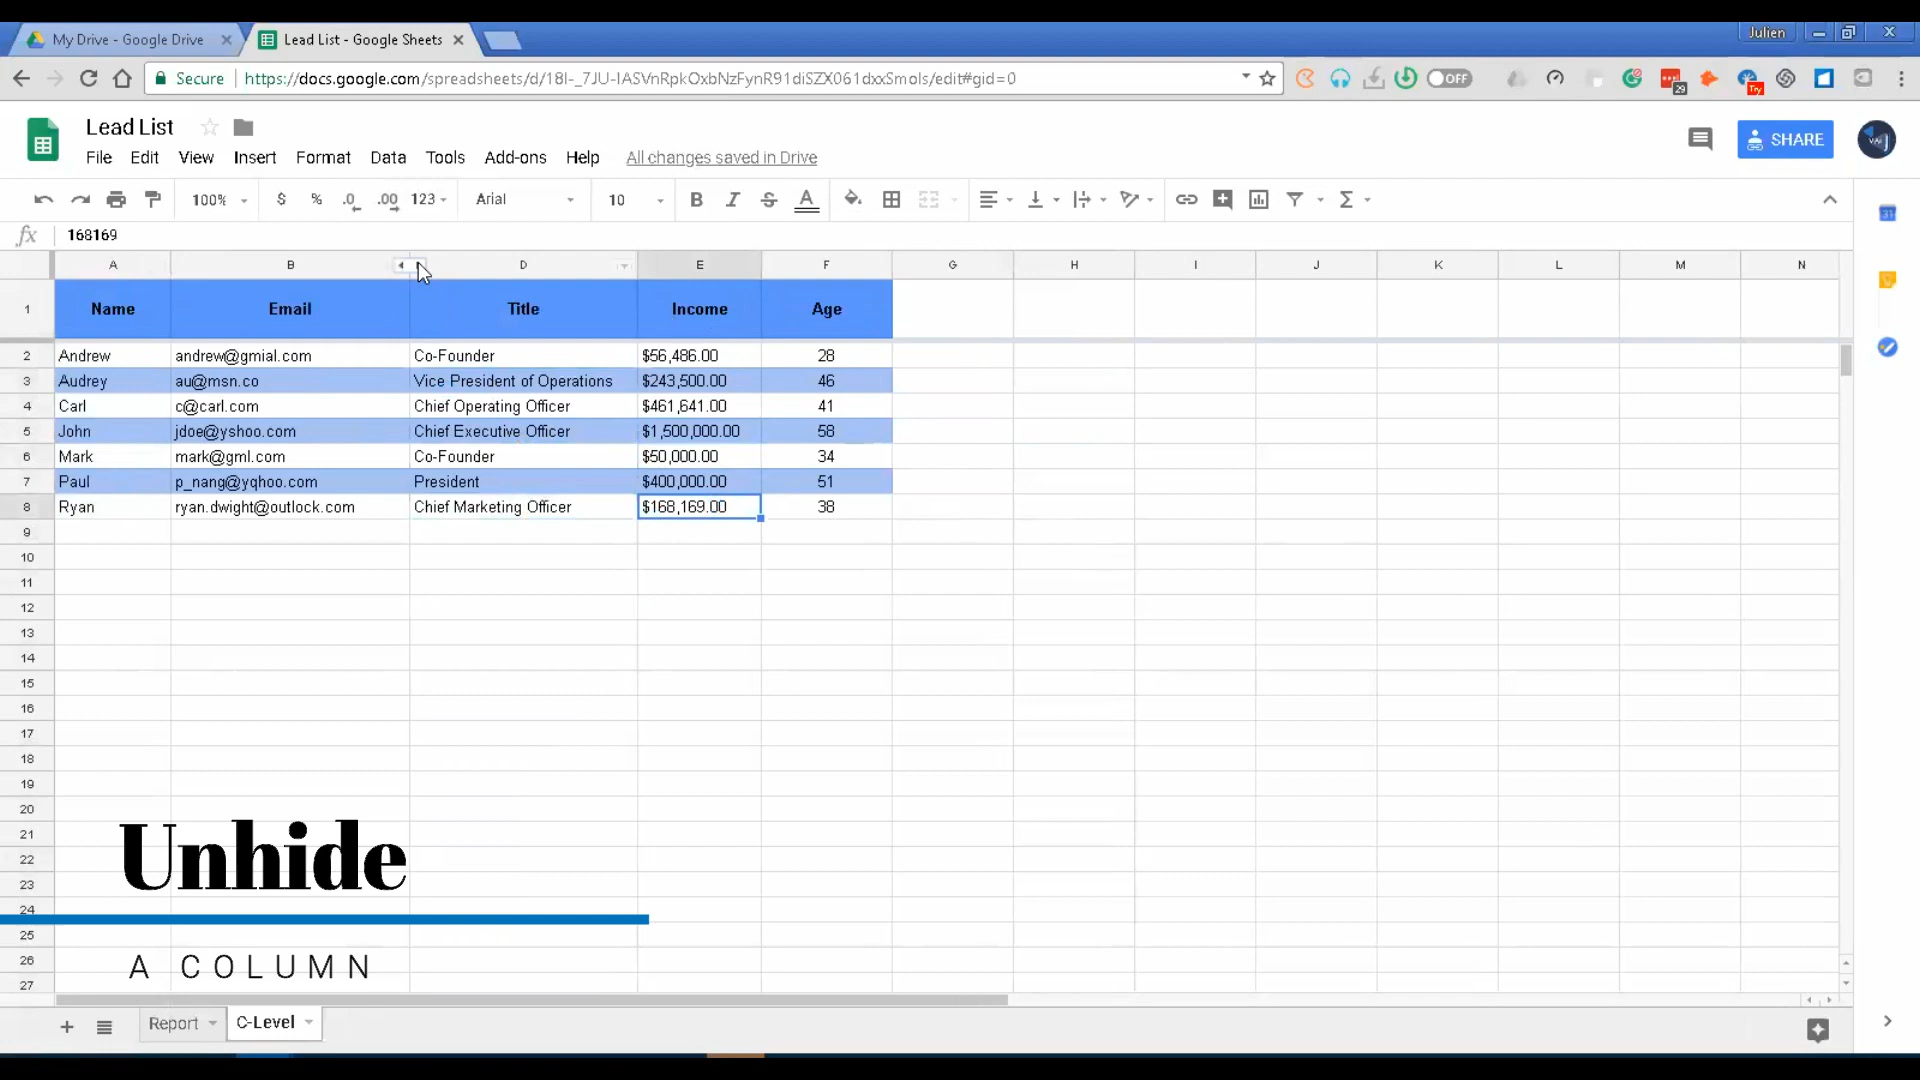 My Drive - Google Drive
Lead List - Google Sheets
Julien
Secure
https://docs.google.com/spreadsheets/d/18I-_7JU-IASVnRpkOxbNzFynR91diSZX061dxxSmols/edit#gid=0
OFF
29
Try
Lead List
File Edit View Insert Format Data Tools Add-ons Help All changes saved in Drive
SHARE
100% $ % .0 .00 123 Arial 10 B I S A Σ
31
fx 168169
A B D E F G H I J K L M N
1 Name Email Title Income Age
2 Andrew andrew@gmial.com Co-Founder $56,486.00 28
3 Audrey au@msn.co Vice President of Operations $243,500.00 46
4 Carl c@carl.com Chief Operating Officer $461,641.00 41
5 John jdoe@yshoo.com Chief Executive Officer $1,500,000.00 58
6 Mark mark@gml.com Co-Founder $50,000.00 34
7 Paul p_nang@yqhoo.com President $400,000.00 51
8 Ryan ryan.dwight@outlock.com Chief Marketing Officer $168,169.00 38
9
10
11
12
13
14
15
16
17
18
19
20
21
22
23
24
25
26
27
Unhide
A COLUMN
Report
C-Level